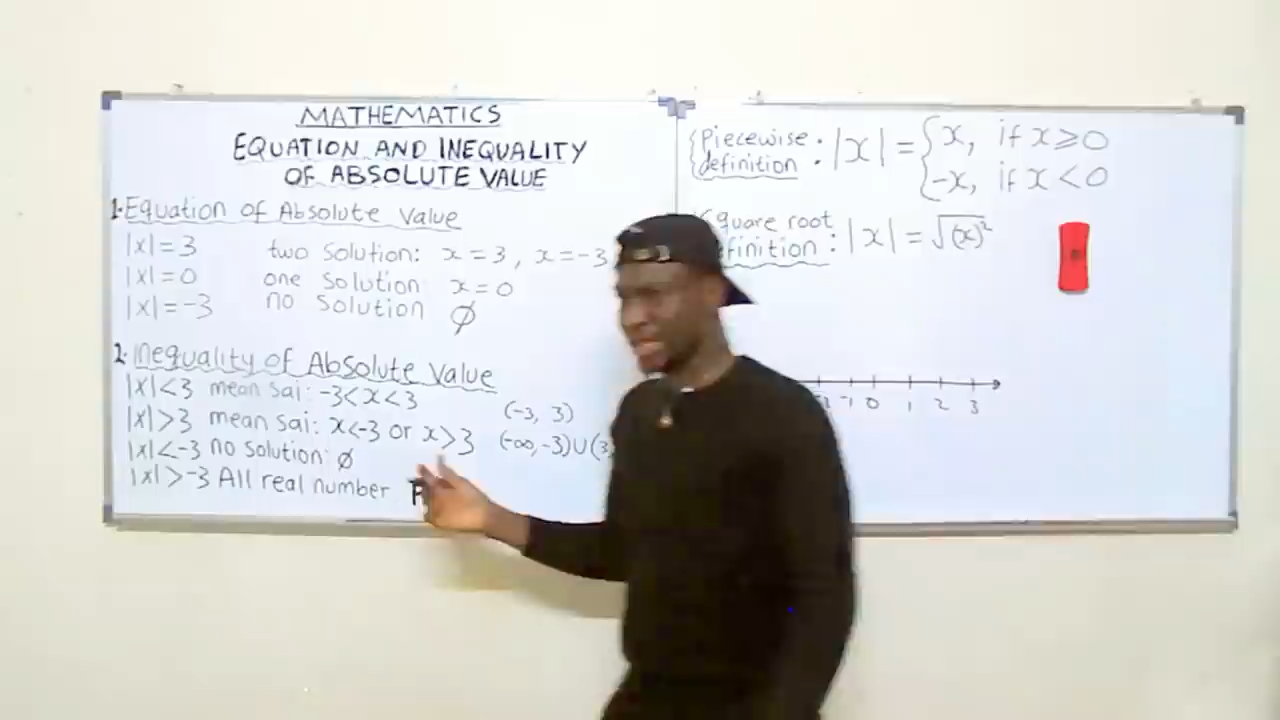 MATHEMATICS
EQUATION AND INEQUALITY
OF ABSOLUTE VALUE
1. Equation of Absolute Value
|x|=3 two solution: x=3, x=-3
|x|=0 one solution: x=0
|x|=-3 no solution ∅
2. Inequality of Absolute Value
|x|<3 mean sai: -3<x<3 (-3, 3)
|x|>3 mean sai: x<-3 or x>3 (-∞,-3)∪(3,
|x|<-3 no solution: ∅
|x|>-3 All real number
Piecewise definition: |x| = { x, if x≥0
-x, if x<0
Square root
definition: |x| = √(x)²
-1 0 1 2 3